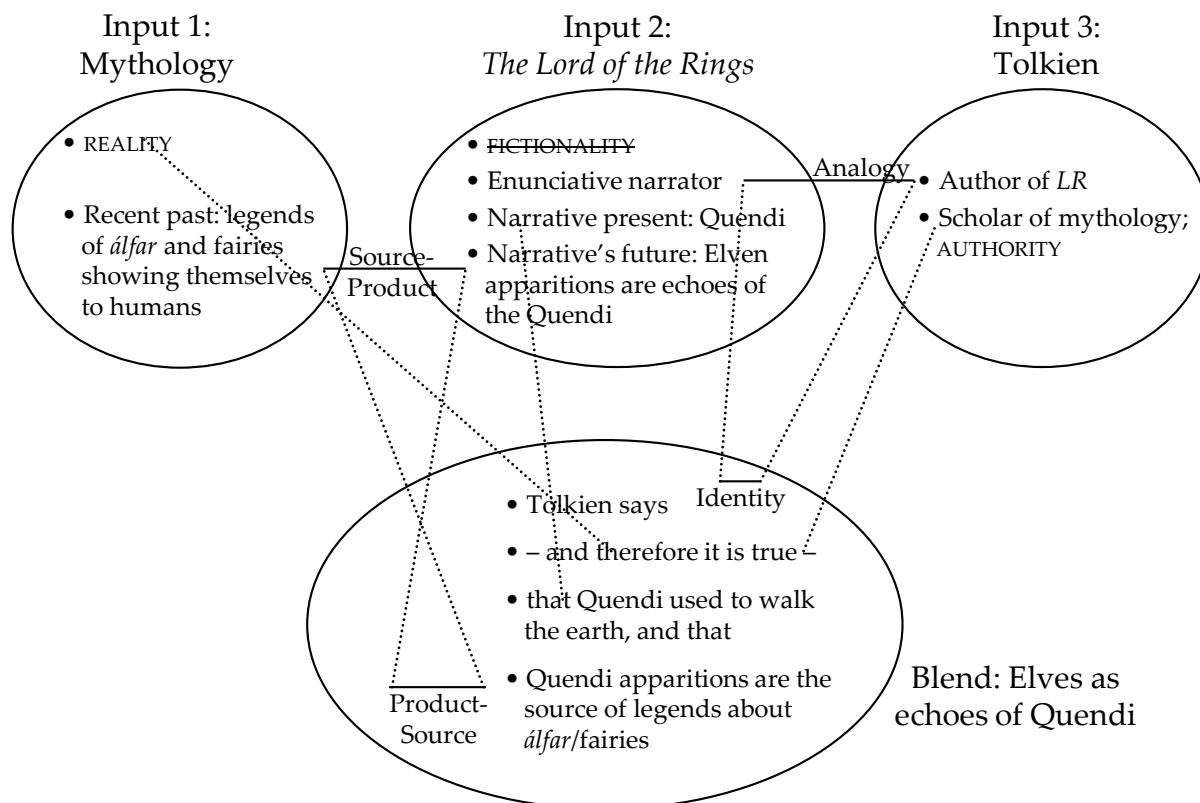 Input 1:
Mythology
Input 2:
The Lord of the Rings
Input 3:
Tolkien
• REALITY
• Recent past: legends
of álfar and fairies
showing themselves
to humans
Source-
Product
• FICTIONALITY
• Enunciative narrator
• Narrative present: Quendi
• Narrative’s future: Elven
apparitions are echoes of
the Quendi
Analogy
• Author of LR
• Scholar of mythology;
AUTHORITY
Identity
• Tolkien says
• – and therefore it is true –
• that Quendi used to walk
the earth, and that
• Quendi apparitions are the
source of legends about
álfar/fairies
Product-
Source
Blend: Elves as
echoes of Quendi